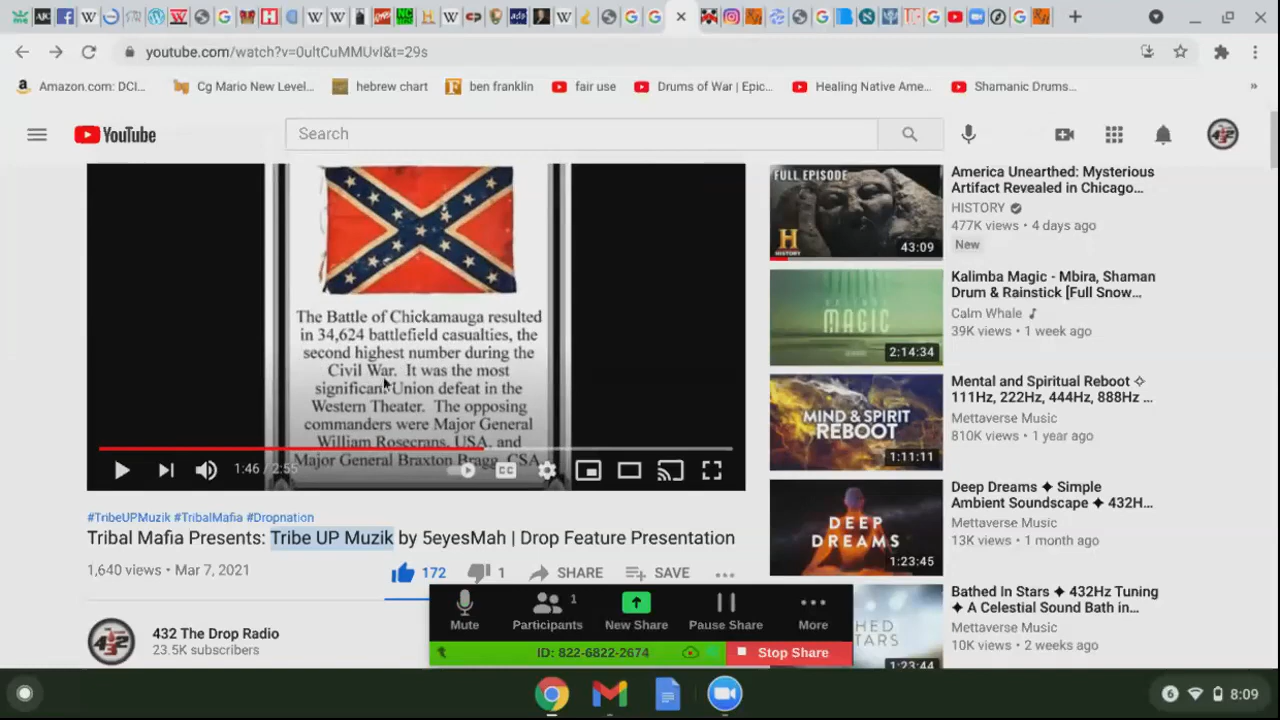 youtube.com/watch?v=0ultCuMMUvI&t=29s
Amazon.com: DCI...
Cg Mario New Level...
hebrew chart
ben franklin
fair use
Drums of War | Epic...
Healing Native Ame...
Shamanic Drums...
»
YouTube
Search
The Battle of Chickamauga resulted
in 34,624 battlefield casualties, the
second highest number during the
Civil War. It was the most
significant Union defeat in the
Western Theater. The opposing
commanders were Major General
William Rosecrans, USA, and
Major General Braxton Bragg, CSA
1:46 / 2:55
CC
#TribeUPMuzik #TribalMafia #Dropnation
Tribal Mafia Presents: Tribe UP Muzik by 5eyesMah | Drop Feature Presentation
1,640 views • Mar 7, 2021
172
1
SHARE
SAVE
432 The Drop Radio
23.5K subscribers
FULL EPISODE
43:09
America Unearthed: Mysterious
Artifact Revealed in Chicago...
HISTORY
477K views • 4 days ago
New
KALIMBA
MAGIC
2:14:34
Kalimba Magic - Mbira, Shaman
Drum & Rainstick [Full Snow...
Calm Whale
39K views • 1 week ago
MIND & SPIRIT
REBOOT
1:11:11
Mental and Spiritual Reboot ✧
111Hz, 222Hz, 444Hz, 888Hz ...
Mettaverse Music
810K views • 1 year ago
DEEP
DREAMS
1:23:45
Deep Dreams ✦ Simple
Ambient Soundscape ✦ 432H...
Mettaverse Music
13K views • 1 month ago
1:23:44
Bathed In Stars ✦ 432Hz Tuning
✦ A Celestial Sound Bath in...
Mettaverse Music
10K views • 2 weeks ago
Mute
Participants
1
New Share
Pause Share
More
ID: 822-6822-2674
Stop Share
6
8:09